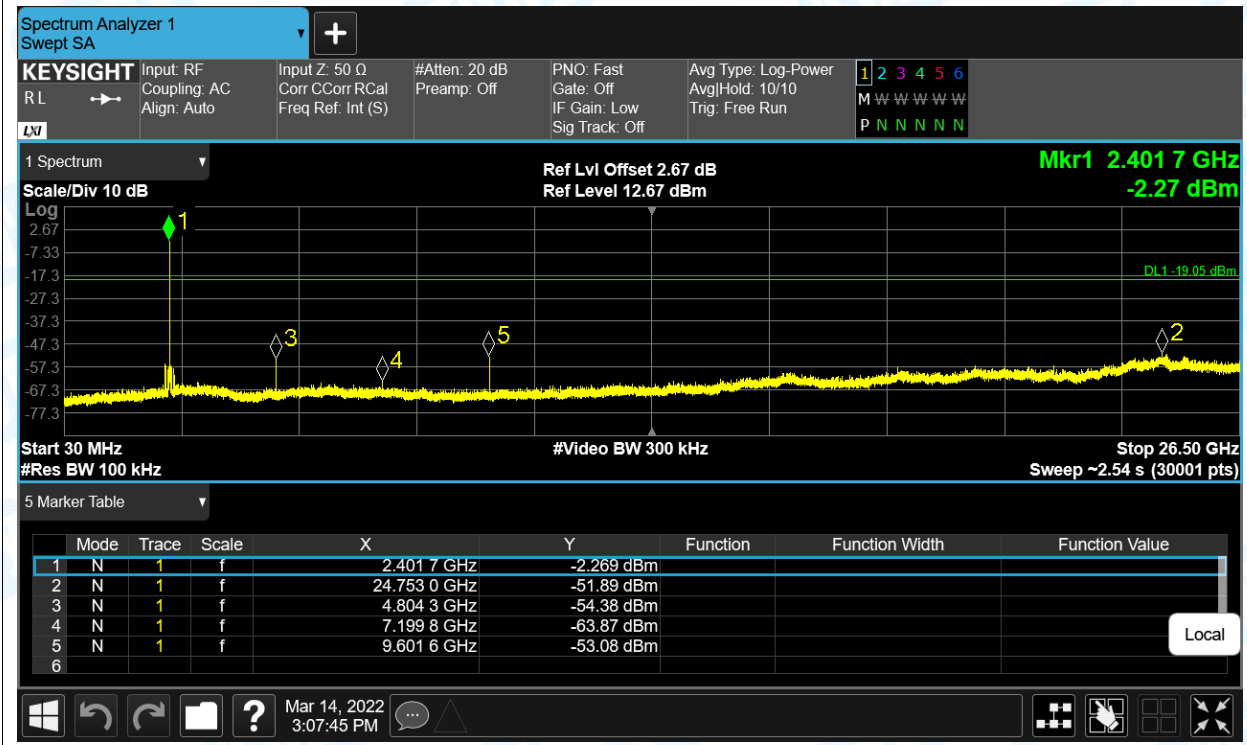 Spectrum Analyzer 1
Swept SA
KEYSIGHT
R L
LXI
Input: RF
Coupling: AC
Align: Auto
Input Z: 50 Ω
Corr CCorr RCal
Freq Ref: Int (S)
#Atten: 20 dB
Preamp: Off
PNO: Fast
Gate: Off
IF Gain: Low
Sig Track: Off
Avg Type: Log-Power
Avg|Hold: 10/10
Trig: Free Run
1 2 3 4 5 6
M W W W W W
P N N N N N
1 Spectrum
Scale/Div 10 dB
Log
Ref Lvl Offset 2.67 dB
Ref Level 12.67 dBm
Mkr1 2.401 7 GHz
-2.27 dBm
2.67
-7.33
-17.3
-27.3
-37.3
-47.3
-57.3
-67.3
-77.3
DL1 -19.05 dBm
1
3
4
5
2
Start 30 MHz
#Res BW 100 kHz
#Video BW 300 kHz
Stop 26.50 GHz
Sweep ~2.54 s (30001 pts)
5 Marker Table
Mode Trace Scale X Y Function Function Width Function Value
1 N 1 f 2.401 7 GHz -2.269 dBm
2 N 1 f 24.753 0 GHz -51.89 dBm
3 N 1 f 4.804 3 GHz -54.38 dBm
4 N 1 f 7.199 8 GHz -63.87 dBm
5 N 1 f 9.601 6 GHz -53.08 dBm
6
Local
?
Mar 14, 2022
3:07:45 PM